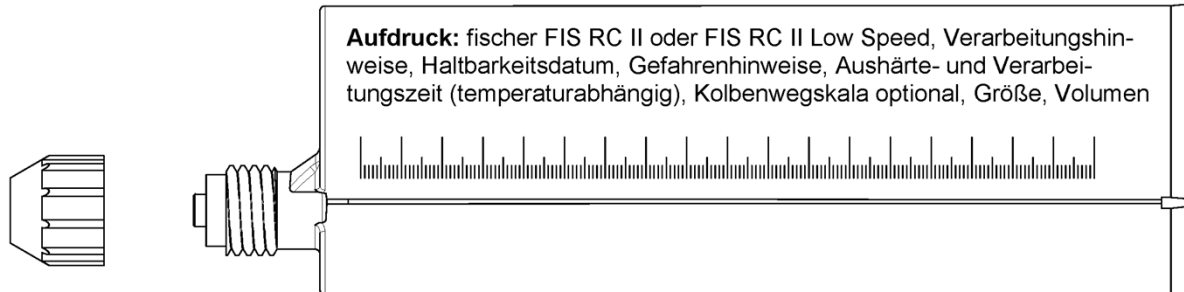 Aufdruck: fischer FIS RC II oder FIS RC II Low Speed, Verarbeitungshin-
weise, Haltbarkeitsdatum, Gefahrenhinweise, Aushärte- und Verarbei-
tungszeit (temperaturabhängig), Kolbenwegskala optional, Größe, Volumen